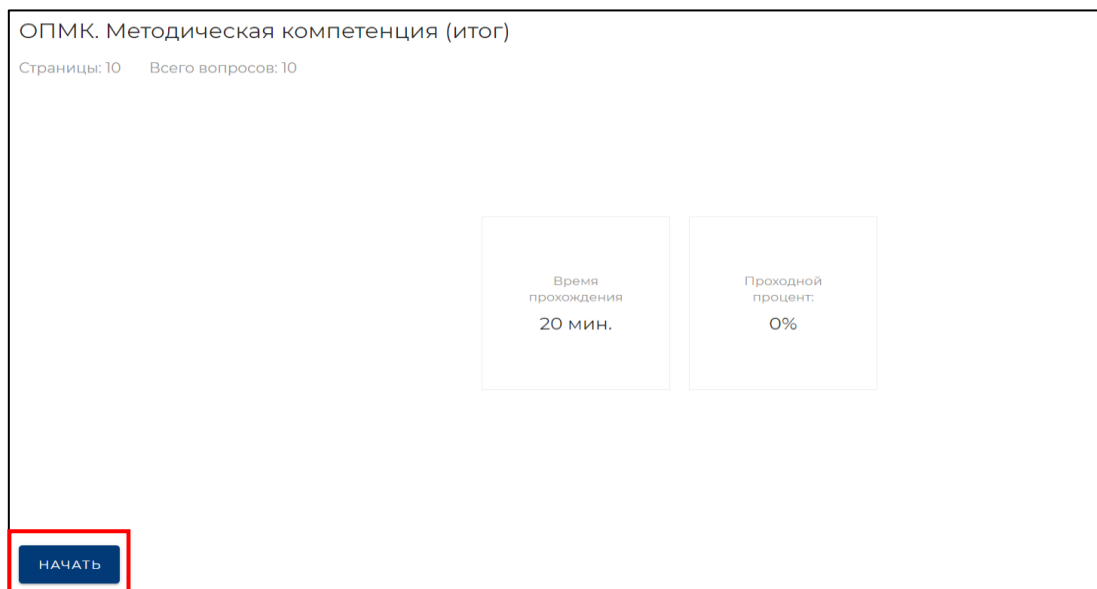 ОПМК. Методическая компетенция (итог)
Страницы: 10 Всего вопросов: 10
Время
прохождения
20 мин.
Проходной
процент:
0%
НАЧАТЬ